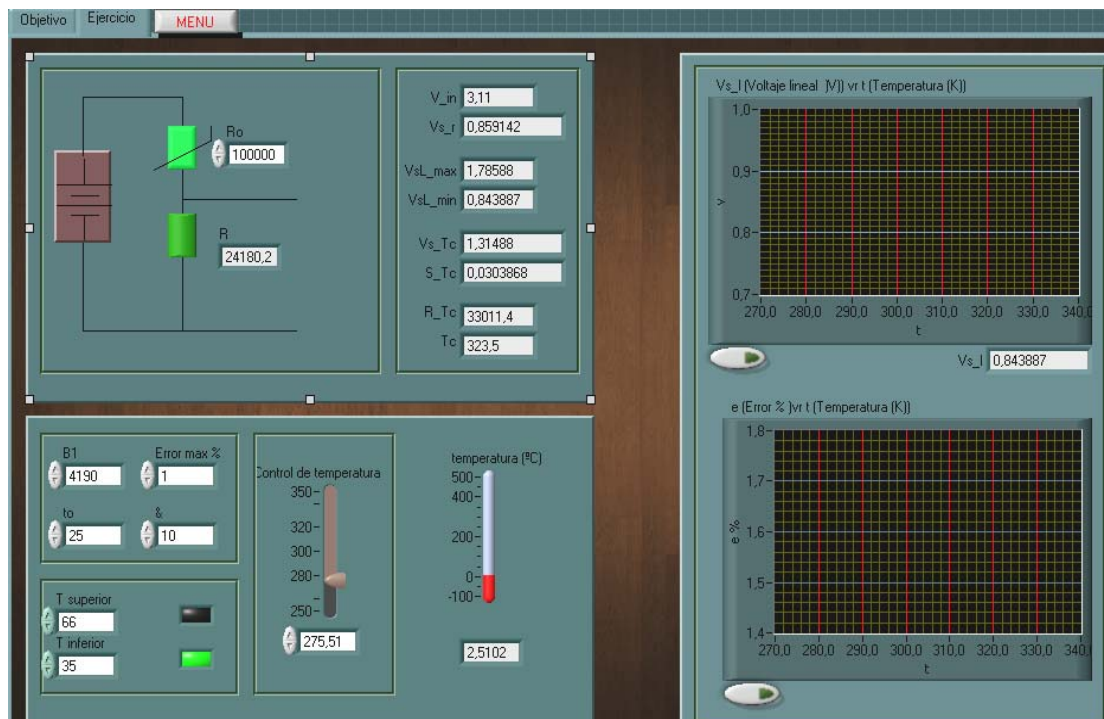 Objetivo Ejercicio MENU
Ro
100000
R
24180,2
V_in 3,11
Vs_r 0,859142
VsL_max 1,78588
VsL_min 0,843887
Vs_Tc 1,31488
S_Tc 0,0303868
R_Tc 33011,4
Tc 323,5
B1 Error max %
4190 1
to &
25 10
T superior
66
T inferior
35
Control de temperatura
350-
320-
300-
280-
250-
275,51
temperatura (ºC)
500-
400-
200-
0-
-100-
2,5102
Vs_l (Voltaje lineal )V)) vr t (Temperatura (K))
1,0-
0,9-
0,8-
0,7-
v
270,0 280,0 290,0 300,0 310,0 320,0 330,0 340,0
t
Vs_l 0,843887
e (Error % )vr t (Temperatura (K))
1,8-
1,7-
1,6-
1,5-
1,4-
e %
270,0 280,0 290,0 300,0 310,0 320,0 330,0 340,0
t